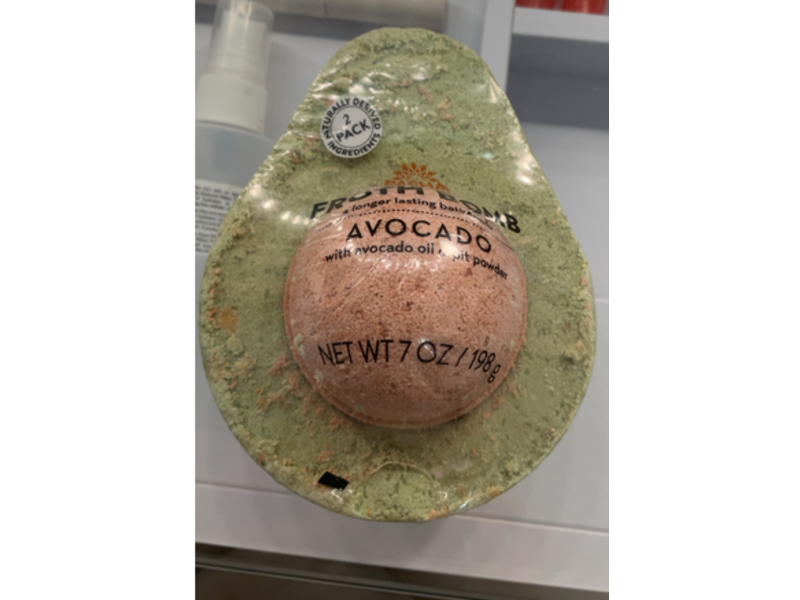 NATURALLY DERIVED
2
PACK
INGREDIENTS
FROTH BOMB
a longer lasting bath
AVOCADO
with avocado oil & pit powder
NET WT 7 OZ / 198g